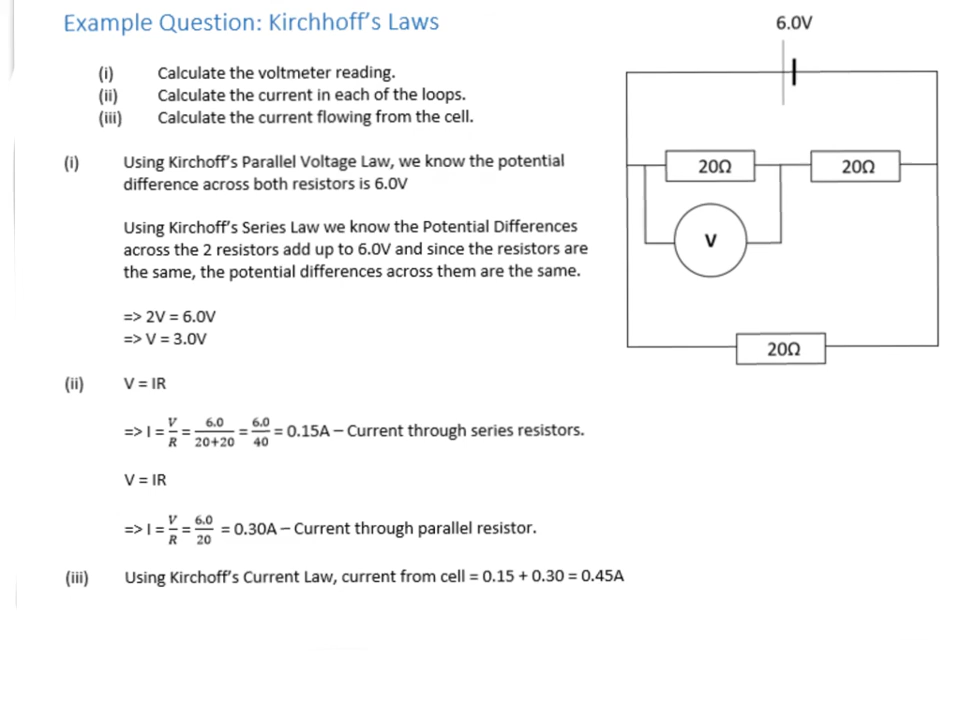 Example Question: Kirchhoff's Laws
6.0V
(i) Calculate the voltmeter reading.
(ii) Calculate the current in each of the loops.
(iii) Calculate the current flowing from the cell.
(i) Using Kirchoff's Parallel Voltage Law, we know the potential
difference across both resistors is 6.0V
Using Kirchoff's Series Law we know the Potential Differences
across the 2 resistors add up to 6.0V and since the resistors are
the same, the potential differences across them are the same.
=> 2V = 6.0V
=> V = 3.0V
(ii) V = IR
=> I = V/R = 6.0/20+20 = 6.0/40 = 0.15A – Current through series resistors.
V = IR
=> I = V/R = 6.0/20 = 0.30A – Current through parallel resistor.
(iii) Using Kirchoff's Current Law, current from cell = 0.15 + 0.30 = 0.45A
20Ω
20Ω
V
20Ω